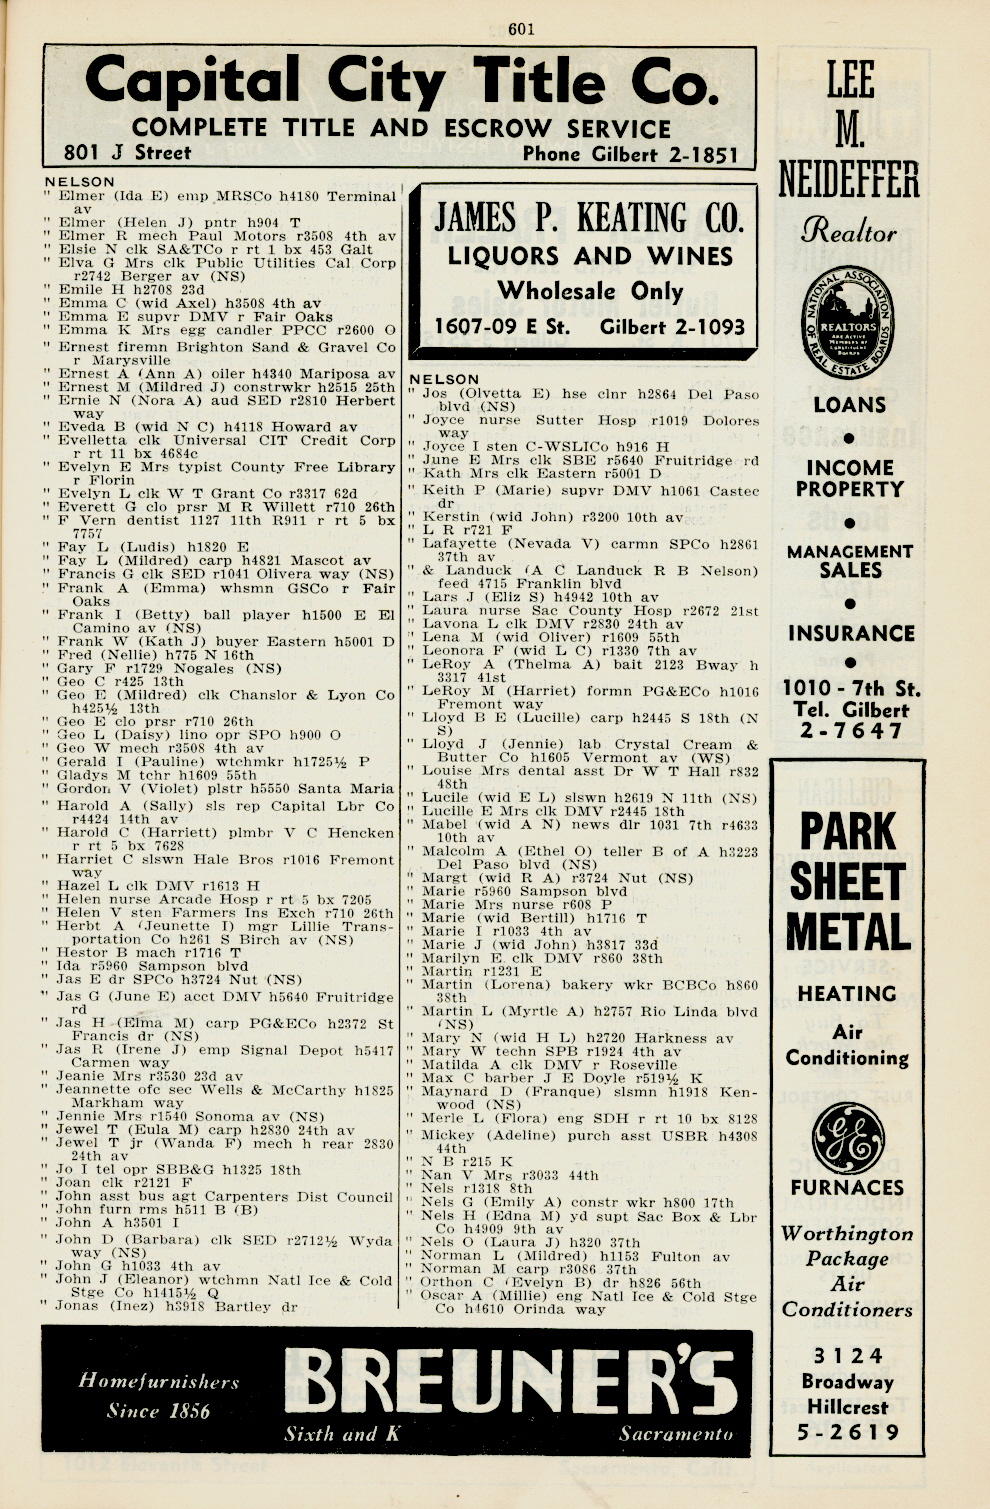 601
Capital City Title Co.
COMPLETE TITLE AND ESCROW SERVICE
801 J Street Phone Gilbert 2-1851
NELSON
" Elmer (Ida E) emp MRSCo h4180 Terminal
av
" Elmer (Helen J) pntr h904 T
" Elmer R mech Paul Motors r3508 4th av
" Elsie N clk SA&TCo r rt 1 bx 453 Galt
" Elva G Mrs clk Public Utilities Cal Corp
r2742 Berger av (NS)
" Emile H h2708 23d
" Emma C (wid Axel) h3508 4th av
" Emma E supvr DMV r Fair Oaks
" Emma K Mrs egg candler PPCC r2600 O
" Ernest firemn Brighton Sand & Gravel Co
r Marysville
" Ernest A (Ann A) oiler h4340 Mariposa av
" Ernest M (Mildred J) constrwkr h2515 25th
" Ernie N (Nora A) aud SED r2810 Herbert
way
" Eveda B (wid N C) h4118 Howard av
" Evelletta clk Universal CIT Credit Corp
r rt 11 bx 4684c
" Evelyn E Mrs typist County Free Library
r Florin
" Evelyn L clk W T Grant Co r3317 62d
" Everett G clo prsr M R Willett r710 26th
" F Vern dentist 1127 11th R911 r rt 5 bx
7757
" Fay L (Ludis) h1820 E
" Fay L (Mildred) carp h4821 Mascot av
" Francis G clk SED r1041 Olivera way (NS)
" Frank A (Emma) whsmn GSCo r Fair
Oaks
" Frank I (Betty) ball player h1500 E El
Camino av (NS)
" Frank W (Kath J) buyer Eastern h5001 D
" Fred (Nellie) h775 N 16th
" Gary F r1729 Nogales (NS)
" Geo C r425 13th
" Geo E (Mildred) clk Chanslor & Lyon Co
h425½ 13th
" Geo E clo prsr r710 26th
" Geo L (Daisy) lino opr SPO h900 O
" Geo W mech r3508 4th av
" Gerald I (Pauline) wtchmkr h1725½ P
" Gladys M tchr h1609 55th
" Gordon V (Violet) plstr h5550 Santa Maria
" Harold A (Sally) sls rep Capital Lbr Co
r4424 14th av
" Harold C (Harriett) plmbr V C Hencken
r rt 5 bx 7628
" Harriet C slswn Hale Bros r1016 Fremont
way
" Hazel L clk DMV r1613 H
" Helen nurse Arcade Hosp r rt 5 bx 7205
" Helen V sten Farmers Ins Exch r710 26th
" Herbt A (Jeunette I) mgr Lillie Trans-
portation Co h261 S Birch av (NS)
" Hestor B mach r1716 T
" Ida r5960 Sampson blvd
" Jas E dr SPCo h3724 Nut (NS)
" Jas G (June E) acct DMV h5640 Fruitridge
rd
" Jas H (Elma M) carp PG&ECo h2372 St
Francis dr (NS)
" Jas R (Irene J) emp Signal Depot h5417
Carmen way
" Jeanie Mrs r3530 23d av
" Jeannette ofc sec Wells & McCarthy h1825
Markham way
" Jennie Mrs r1540 Sonoma av (NS)
" Jewel T (Eula M) carp h2830 24th av
" Jewel T jr (Wanda F) mech h rear 2830
24th av
" Jo I tel opr SBB&G h1325 18th
" Joan clk r2121 F
" John asst bus agt Carpenters Dist Council
" John furn rms h511 B (B)
" John A h3501 I
" John D (Barbara) clk SED r2712½ Wyda
way (NS)
" John G h1033 4th av
" John J (Eleanor) wtchmn Natl Ice & Cold
Stge Co h1415½ Q
" Jonas (Inez) h3918 Bartley dr
JAMES P. KEATING CO.
LIQUORS AND WINES
Wholesale Only
1607-09 E St. Gilbert 2-1093
NELSON
" Jos (Olvetta E) hse clnr h2864 Del Paso
blvd (NS)
" Joyce nurse Sutter Hosp r1019 Dolores
way
" Joyce I sten C-WSLICo h916 H
" June E Mrs clk SBE r5640 Fruitridge rd
" Kath Mrs clk Eastern r5001 D
" Keith P (Marie) supvr DMV h1061 Castec
dr
" Kerstin (wid John) r3200 10th av
" L R r721 F
" Lafayette (Nevada V) carmn SPCo h2861
37th av
" & Landuck (A C Landuck R B Nelson)
feed 4715 Franklin blvd
" Lars J (Eliz S) h4942 10th av
" Laura nurse Sac County Hosp r2672 21st
" Lavona L clk DMV r2830 24th av
" Lena M (wid Oliver) r1609 55th
" Leonora F (wid L C) r1330 7th av
" LeRoy A (Thelma A) bait 2123 Bway h
3317 41st
" LeRoy M (Harriet) formn PG&ECo h1016
Fremont way
" Lloyd B E (Lucille) carp h2445 S 18th (N
S)
" Lloyd J (Jennie) lab Crystal Cream &
Butter Co h1605 Vermont av (WS)
" Louise Mrs dental asst Dr W T Hall r832
48th
" Lucile (wid E L) slswn h2619 N 11th (NS)
" Lucille E Mrs clk DMV r2445 18th
" Mabel (wid A N) news dlr 1031 7th r4633
10th av
" Malcolm A (Ethel O) teller B of A h3223
Del Paso blvd (NS)
" Margt (wid R A) r3724 Nut (NS)
" Marie r5960 Sampson blvd
" Marie Mrs nurse r608 P
" Marie (wid Bertill) h1716 T
" Marie I r1033 4th av
" Marie J (wid John) h3817 33d
" Marilyn E clk DMV r860 38th
" Martin r1231 E
" Martin (Lorena) bakery wkr BCBCo h860
38th
" Martin L (Myrtle A) h2757 Rio Linda blvd
(NS)
" Mary N (wid H L) h2720 Harkness av
" Mary W techn SPB r1924 4th av
" Matilda A clk DMV r Roseville
" Max C barber J E Doyle r519½ K
" Maynard D (Franque) slsmn h1918 Ken-
wood (NS)
" Merle L (Flora) eng SDH r rt 10 bx 8128
" Mickey (Adeline) purch asst USBR h4308
44th
" N B r215 K
" Nan V Mrs r3033 44th
" Nels r1318 8th
" Nels G (Emily A) constr wkr h800 17th
" Nels H (Edna M) yd supt Sac Box & Lbr
Co h4909 9th av
" Nels O (Laura J) h320 37th
" Norman L (Mildred) h1153 Fulton av
" Norman M carp r3086 37th
" Orthon C (Evelyn B) dr h826 56th
" Oscar A (Millie) eng Natl Ice & Cold Stge
Co h4610 Orinda way
LEE
M.
NEIDEFFER
Realtor
NATIONAL ASSOCIATION
OF REAL ESTATE BOARDS
REALTORS
ARE ACTIVE
MEMBERS OF
CONSTITUENT
BOARDS
LOANS
●
INCOME
PROPERTY
●
MANAGEMENT
SALES
●
INSURANCE
●
1010 - 7th St.
Tel. Gilbert
2-7647
PARK
SHEET
METAL
HEATING
Air
Conditioning
GE
FURNACES
Worthington
Package
Air
Conditioners
3124
Broadway
Hillcrest
5-2619
Homefurnishers
Since 1856
BREUNER'S
Sixth and K Sacramento